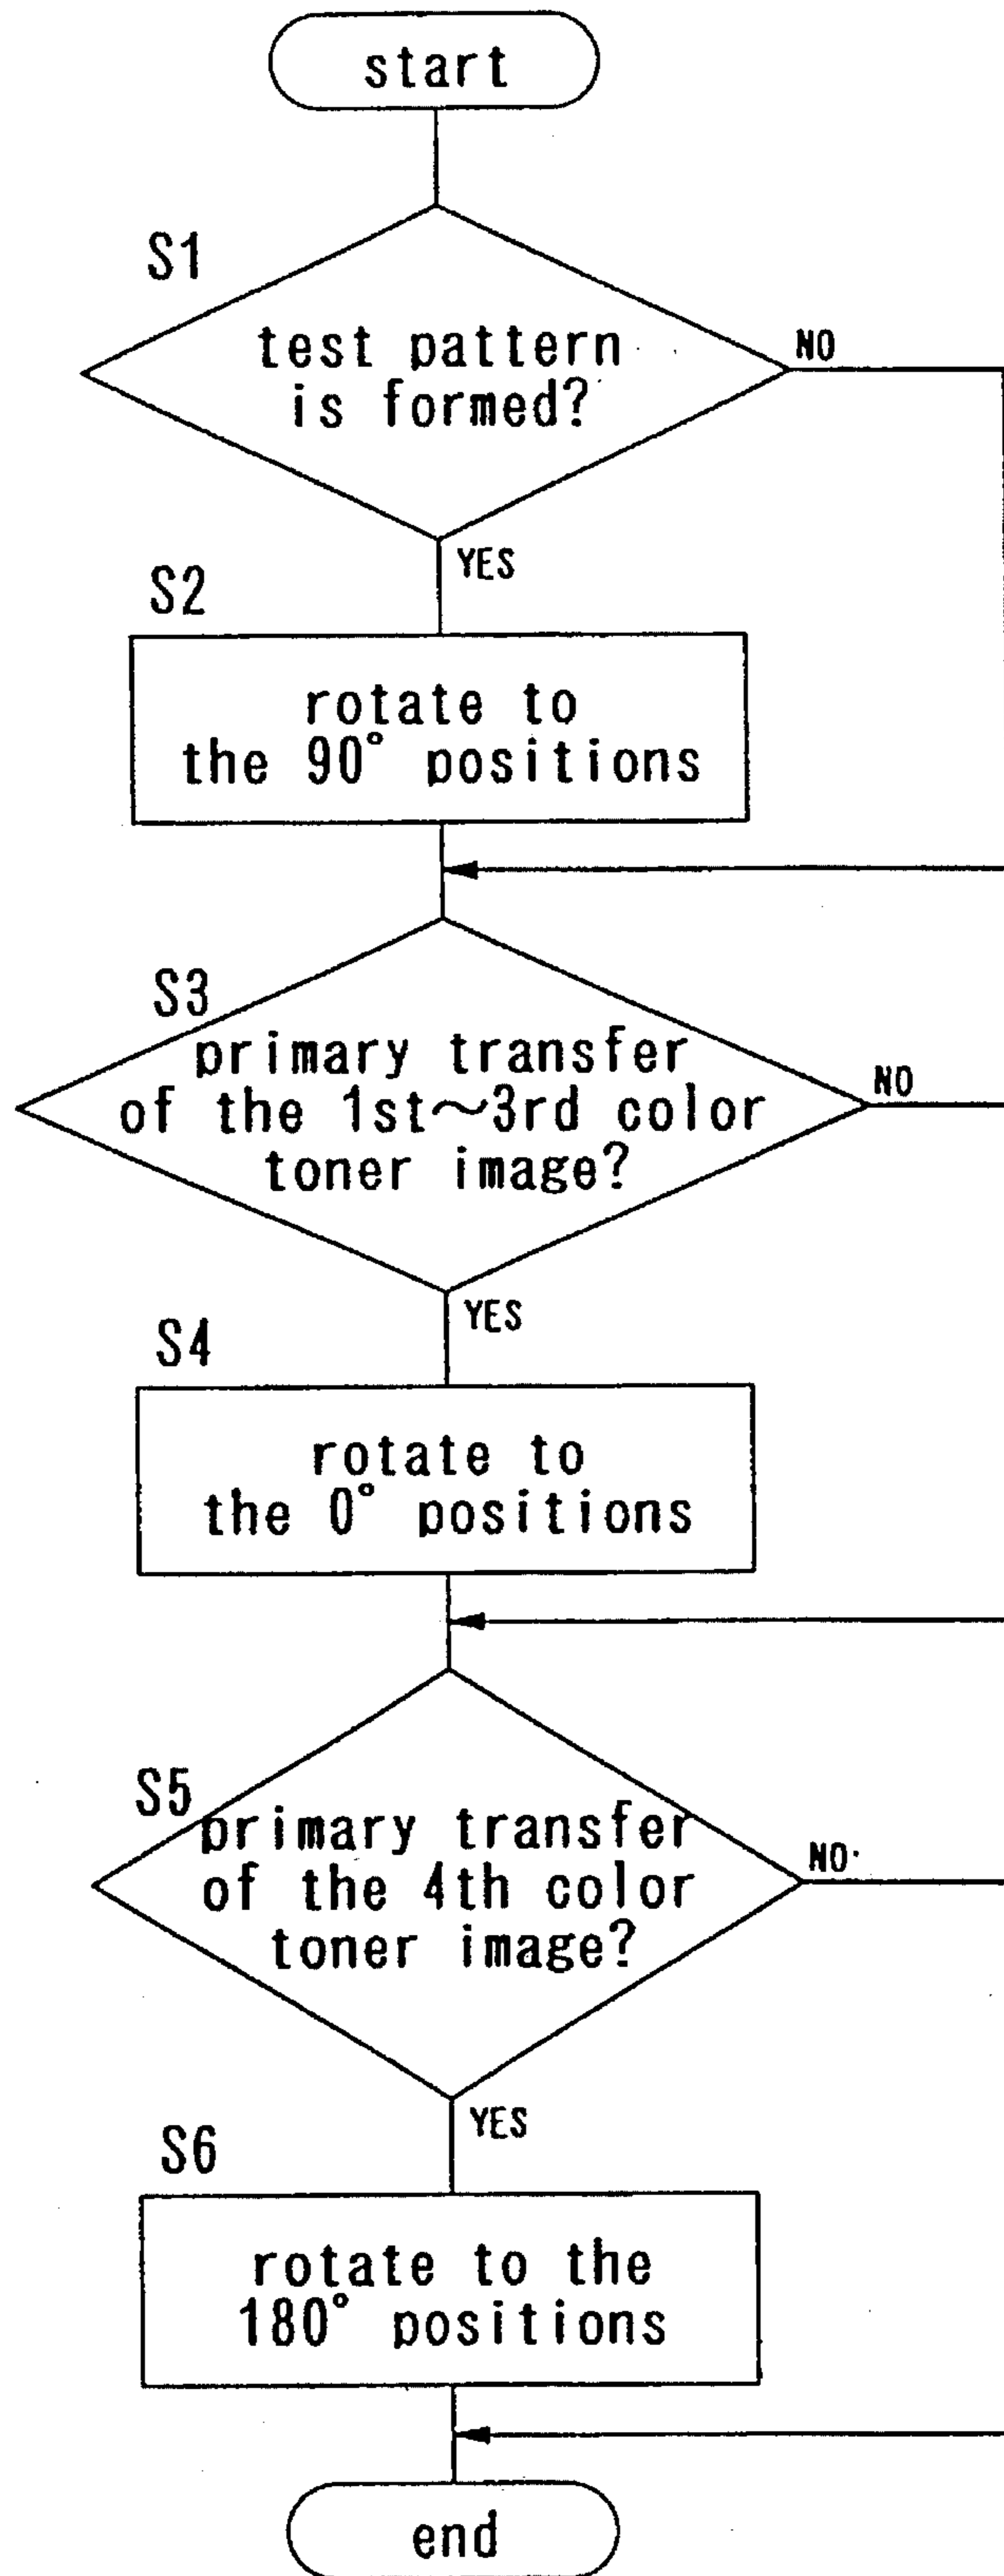 start
S1
test pattern
is formed?
NO
YES
S2
rotate to
the 90° positions
S3
primary transfer
of the 1st～3rd color
toner image?
NO
YES
S4
rotate to
the 0° positions
S5
primary transfer
of the 4th color
toner image?
NO
YES
S6
rotate to the
180° positions
end